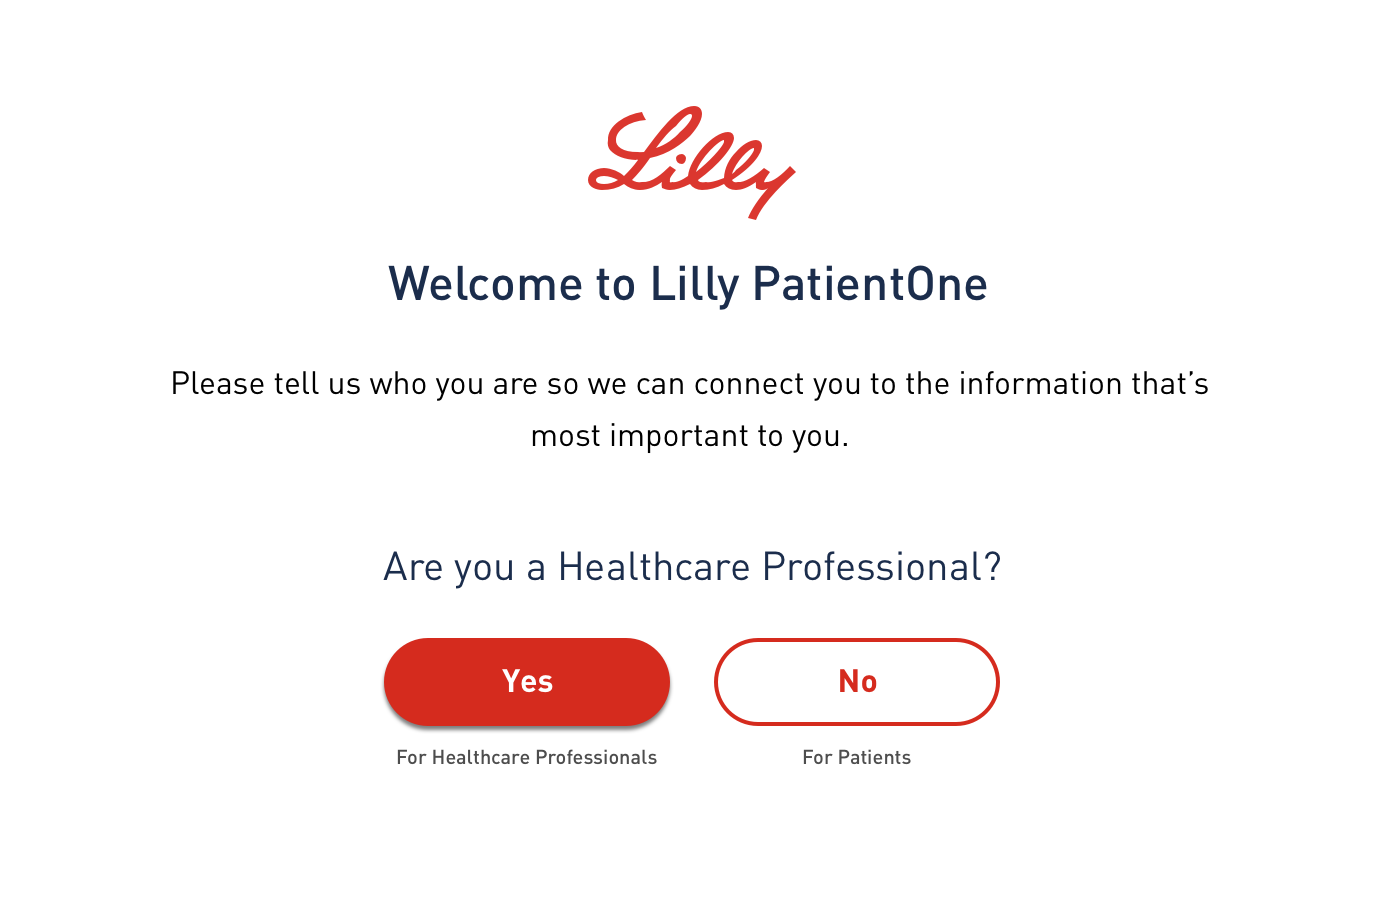 Lilly
Welcome to Lilly PatientOne
Please tell us who you are so we can connect you to the information that’s
most important to you.
Are you a Healthcare Professional?
Yes
No
For Healthcare Professionals
For Patients